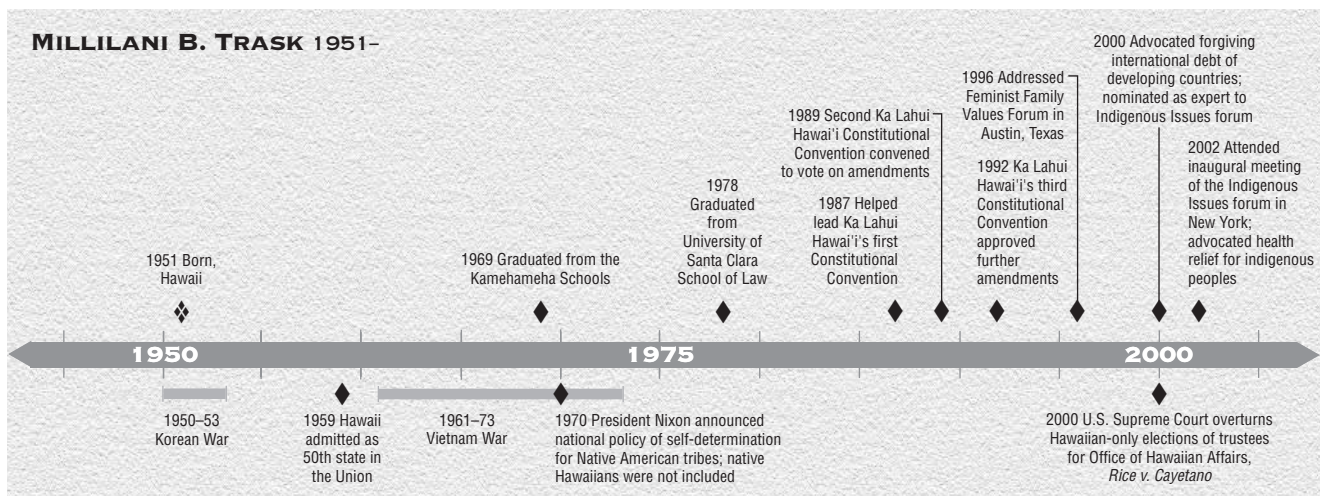 MILLILANI B. TRASK 1951–
1951 Born,
Hawaii
1969 Graduated from the
Kamehameha Schools
1978
Graduated
from
University of
Santa Clara
School of Law
1987 Helped
lead Ka Lahui
Hawai'i's first
Constitutional
Convention
1989 Second Ka Lahui
Hawai'i Constitutional
Convention convened
to vote on amendments
1992 Ka Lahui
Hawai'i's third
Constitutional
Convention
approved
further
amendments
1996 Addressed
Feminist Family
Values Forum in
Austin, Texas
2000 Advocated forgiving
international debt of
developing countries;
nominated as expert to
Indigenous Issues forum
2002 Attended
inaugural meeting
of the Indigenous
Issues forum in
New York;
advocated health
relief for indigenous
peoples
1950
1975
2000
1950–53
Korean War
1959 Hawaii
admitted as
50th state in
the Union
1961–73
Vietnam War
1970 President Nixon announced
national policy of self-determination
for Native American tribes; native
Hawaiians were not included
2000 U.S. Supreme Court overturns
Hawaiian-only elections of trustees
for Office of Hawaiian Affairs,
Rice v. Cayetano